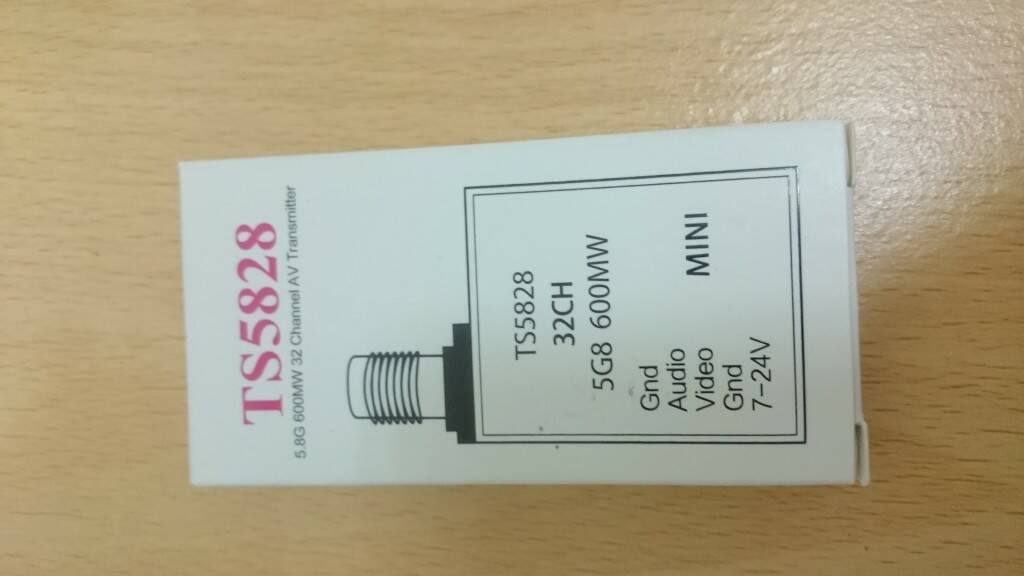 TS5828
5.8G 600MW 32 Channel AV Transmitter
TS5828
32CH
5G8 600MW
Gnd
Audio
Video
Gnd
7-24V
MINI